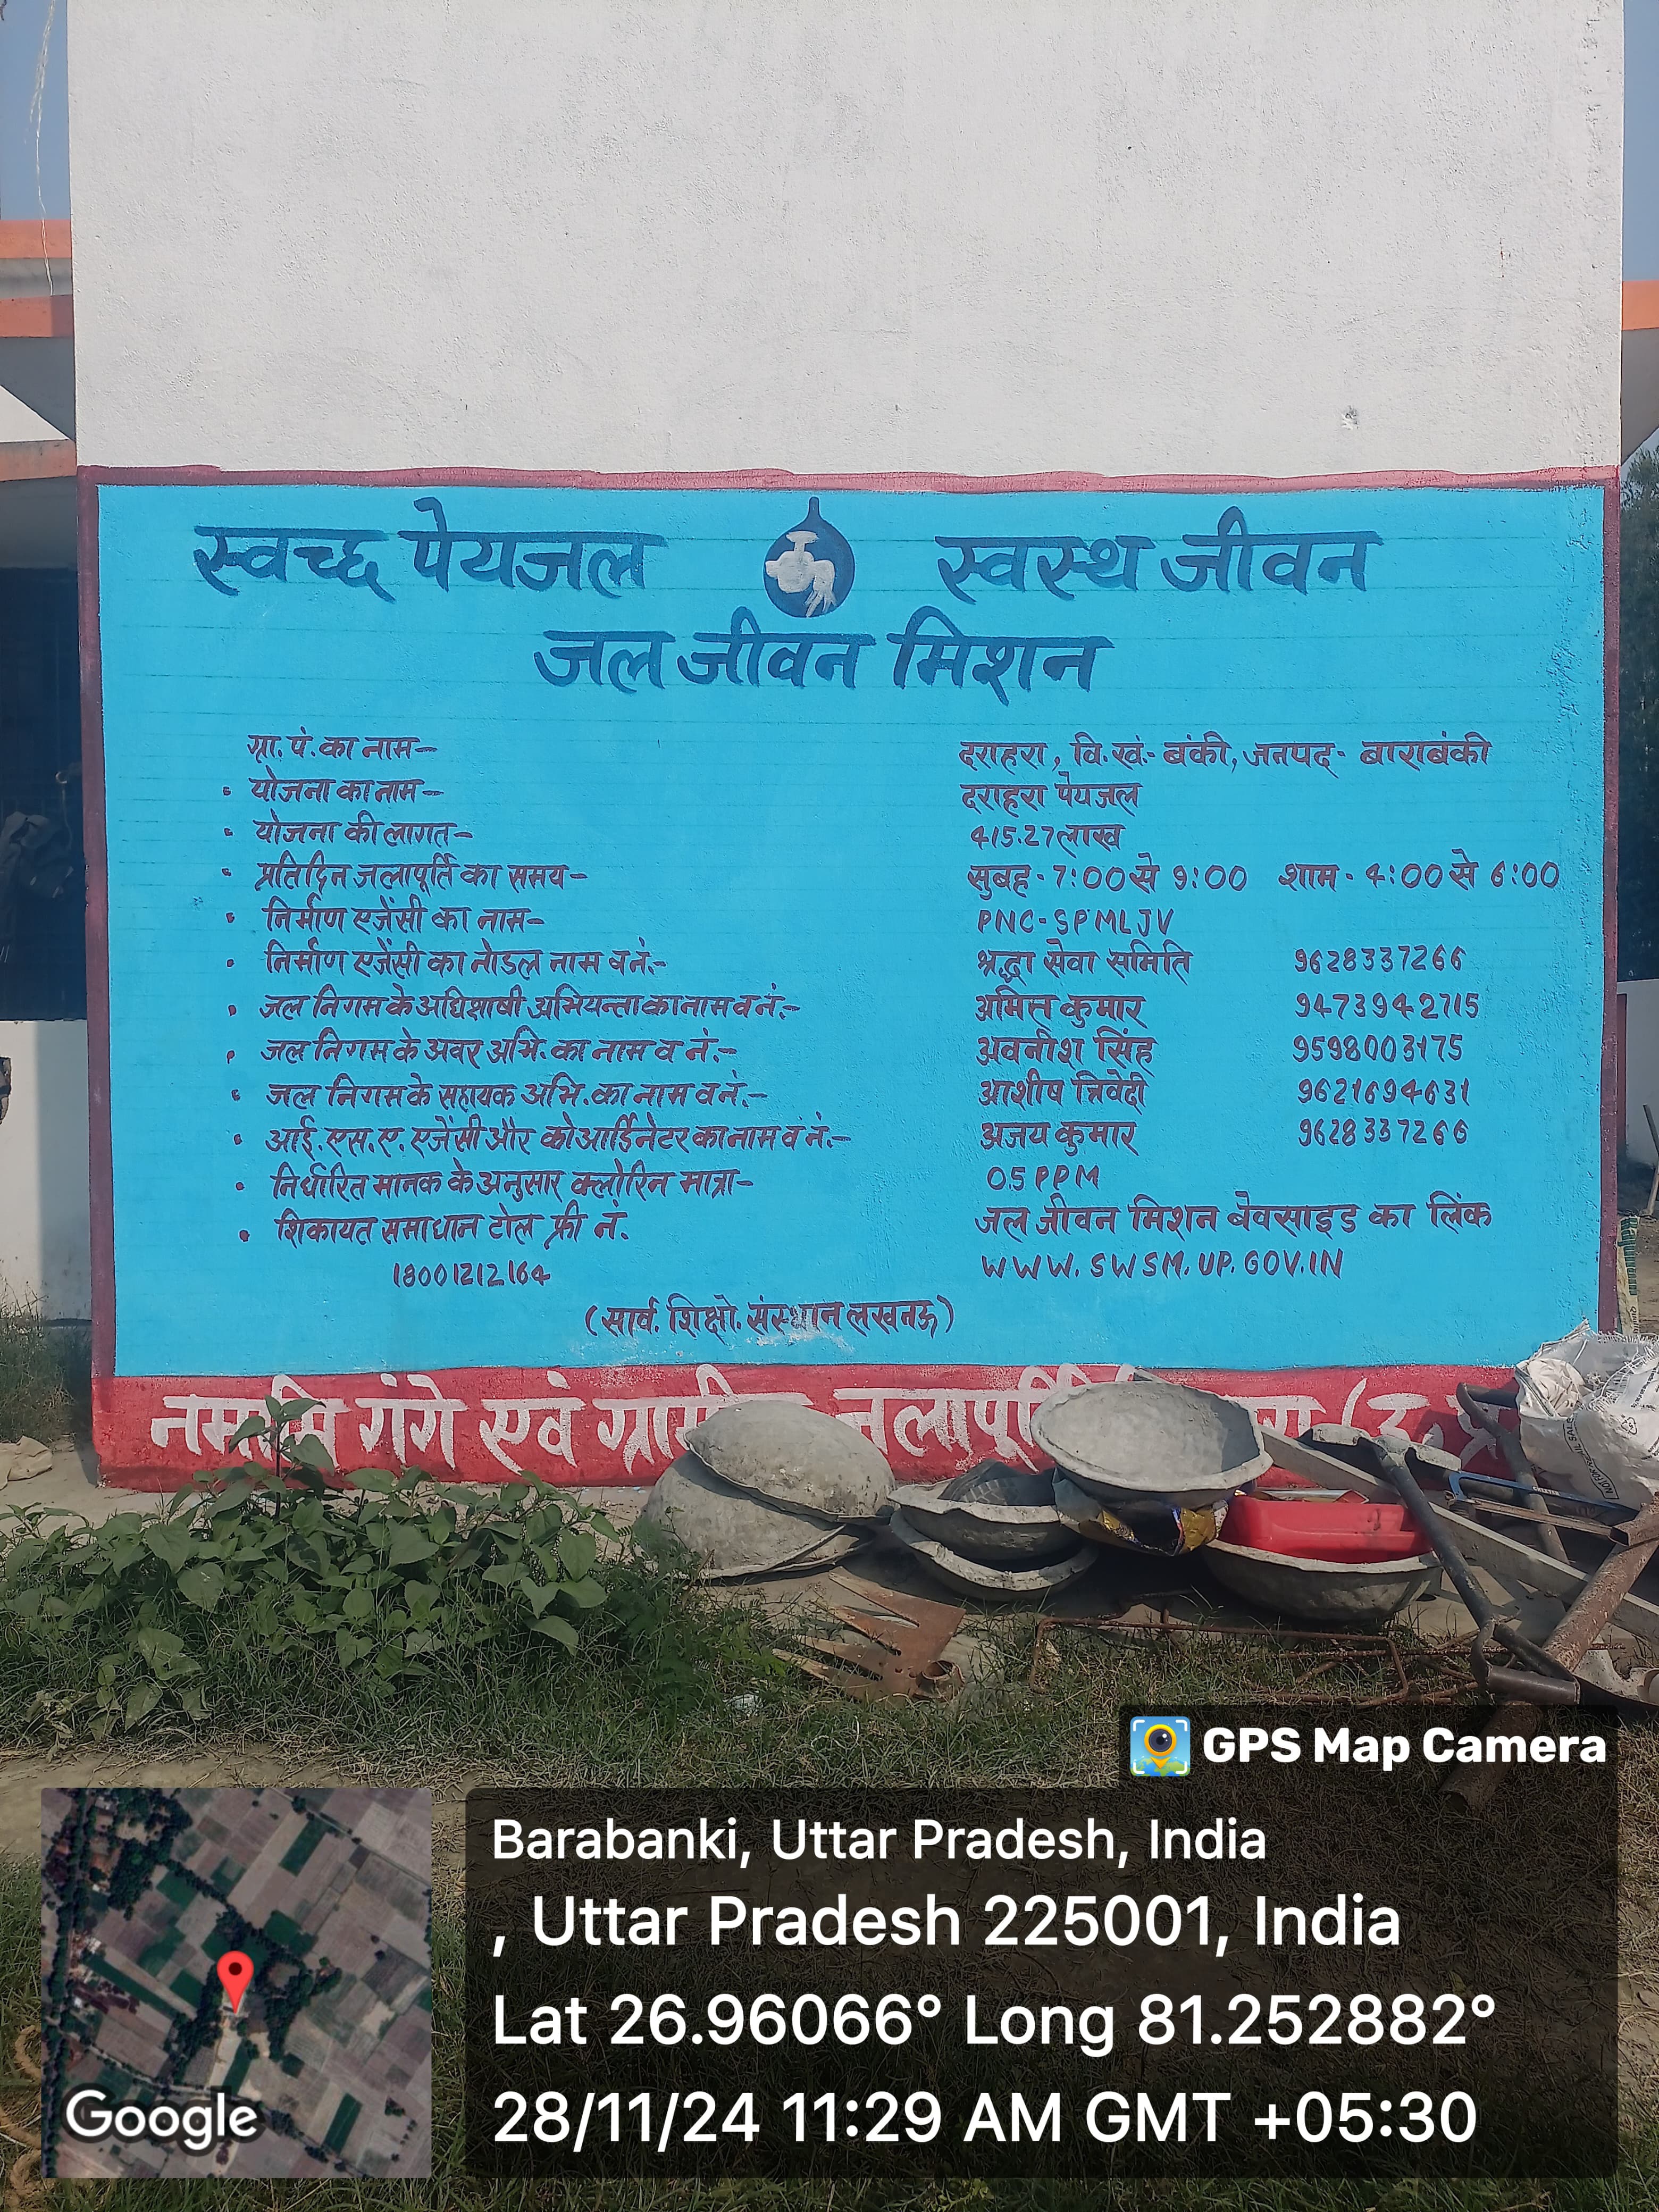 स्वच्छ पेयजल स्वस्थ जीवन
जल जीवन मिशन
ग्रा. पं. का नाम- दराहरा, वि.खं.- बंकी, जनपद- बाराबंकी
• योजना का नाम- दराहरा पेयजल
• योजना की लागत- 415.27 लाख
• प्रतिदिन जलापूर्ति का समय- सुबह - 7:00 से 9:00 शाम - 4:00 से 6:00
• निर्माण एजेंसी का नाम- PNC-SPMLJV
• निर्माण एजेंसी का नोडल नाम व नं.- श्रद्धा सेवा समिति 9628337266
• जल निगम के अधिशाषी अभियन्ता का नाम व नं.- अमित कुमार 9473942715
• जल निगम के अवर अभि. का नाम व नं.- अवनीश सिंह 9598003175
• जल निगम के सहायक अभि. का नाम व नं.- आशीष त्रिवेदी 9621694631
• आई. एस. ए. एजेंसी और कोआर्डिनेटर का नाम व नं.- अजय कुमार 9628337266
• निर्धारित मानक के अनुसार क्लोरिन मात्रा- 0.5 PPM
• शिकायत समाधान टोल फ्री नं. जल जीवन मिशन बेवसाइड का लिंक
18001212164 WWW.SWSM.UP.GOV.IN
(सार्व. शिक्षो. संस्थान लखनऊ)
नमामि गंगे एवं
GPS Map Camera
Barabanki, Uttar Pradesh, India
, Uttar Pradesh 225001, India
Lat 26.96066° Long 81.252882°
28/11/24 11:29 AM GMT +05:30
Google